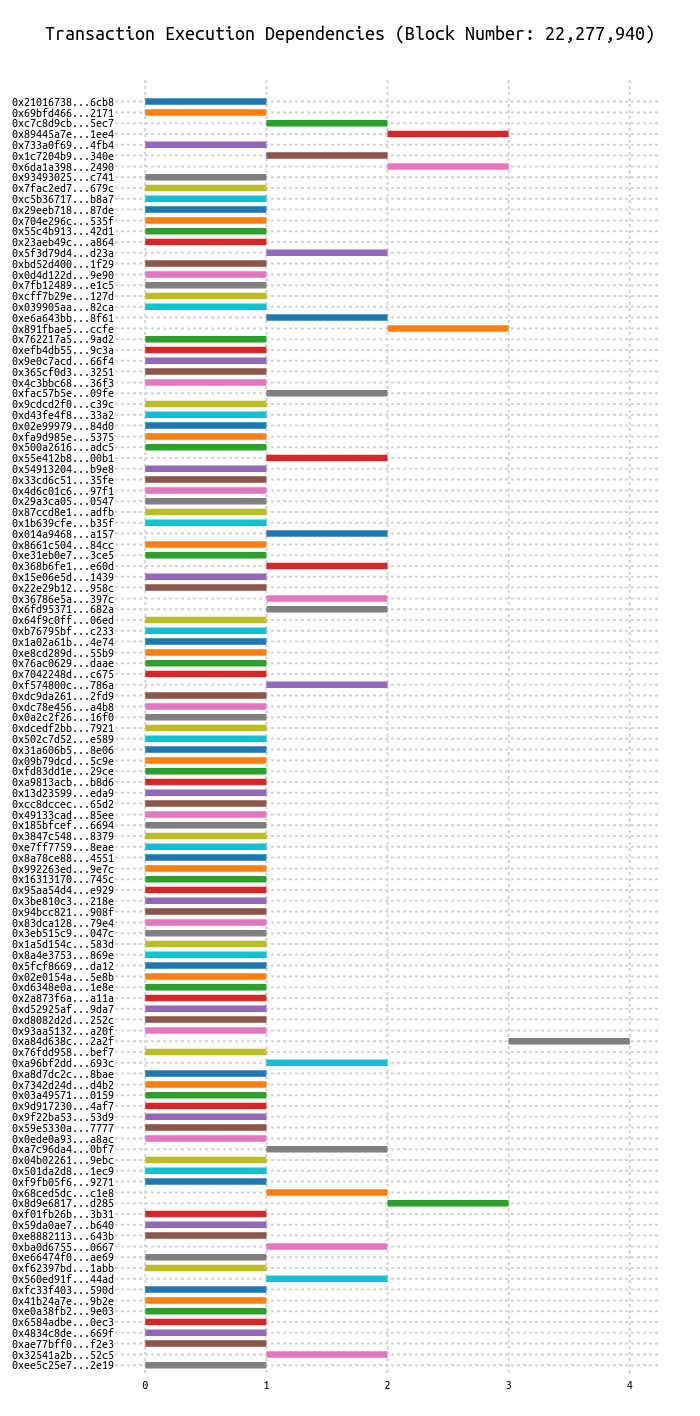 Transaction Execution Dependencies (Block Number: 22,277,940)
0x21016738...6cb8
0x69bfd466...2171
0xc7c8d9cb...5ec7
0x89445a7e...1ee4
0x733a0f69...4fb4
0x1c7204b9...340e
0x6da1a398...2490
0x93493025...c741
0x7fac2ed7...679c
0xc5b36717...b8a7
0x29eeb718...87de
0x704e296c...535f
0x55c4b913...42d1
0x23aeb49c...a864
0x5f3d79d4...d23a
0xbd52d400...1f29
0x0d4d122d...9e90
0x7fb12489...e1c5
0xcff7b29e...127d
0x039905aa...82ca
0xe6a643bb...8f61
0x891fbae5...ccfe
0x762217a5...9ad2
0xefb4db55...9c3a
0x9e0c7acd...66f4
0x365cf0d3...3251
0x4c3bbc68...36f3
0xfac57b5e...09fe
0x9cdcd2f0...c39c
0xd43fe4f8...33a2
0x02e99979...84d0
0xfa9d985e...5375
0x500a2616...adc5
0x55e412b8...00b1
0x54913204...b9e8
0x33cd6c51...35fe
0x4d6c01c6...97f1
0x29a3ca05...0547
0x87ccd8e1...adfb
0x1b639cfe...b35f
0x014a9468...a157
0x8661c504...84cc
0xe31eb0e7...3ce5
0x368b6fe1...e60d
0x15e06e5d...1439
0x22e29b12...958c
0x36786e5a...397c
0x6fd95371...682a
0x64f9c0ff...06ed
0xb76795bf...c233
0x1a02a61b...4e74
0xe8cd289d...55b9
0x76ac0629...daae
0x7042248d...c675
0xf574800c...786a
0xdc9da261...2fd9
0xdc78e456...a4b8
0x0a2c2f26...16f0
0xdcedf2bb...7921
0x502c7d52...e589
0x31a606b5...8e06
0x09b79dcd...5c9e
0xfd83dd1e...29ce
0xa9813acb...b8d6
0x13d23599...eda9
0xcc8dccec...65d2
0x49133cad...85ee
0x185bfcef...6694
0x3847c548...8379
0xe7ff7759...8eae
0x8a78ce88...4551
0x992263ed...9e7c
0x16313170...745c
0x95aa54d4...e929
0x3be810c3...218e
0x94bcc821...908f
0x83dca128...79e4
0x3eb515c9...047c
0x1a5d154c...583d
0x8a4e3753...869e
0x5fcf8669...da12
0x02e0154a...5e8b
0xd6348e0a...1e8e
0x2a873f6a...a11a
0xd52925af...9da7
0xd8082d2d...252c
0x93aa5132...a20f
0xa84d638c...2a2f
0x76fdd958...bef7
0xa96bf2dd...693c
0xa8d7dc2c...8bae
0x7342d24d...d4b2
0x03a49571...0159
0x9d917230...4af7
0x9f22ba53...53d9
0x59e5330a...7777
0x0ede0a93...a8ac
0xa7c96da4...0bf7
0x04b02261...9ebc
0x501da2d8...1ec9
0xf9fb05f6...9271
0x68ced5dc...c1e8
0x8d9e6817...d285
0xf01fb26b...3b31
0x59da0ae7...b640
0xe8882113...643b
0xba0d6755...0667
0xe66474f0...ae69
0xf62397bd...1abb
0x560ed91f...44ad
0xfc33f403...590d
0x41b24a7e...9b2e
0xe0a38fb2...9e03
0x6584adbe...0ec3
0x4834c8de...669f
0xae77bff0...f2e3
0x32541a2b...52c5
0xee5c25e7...2e19
0 1 2 3 4